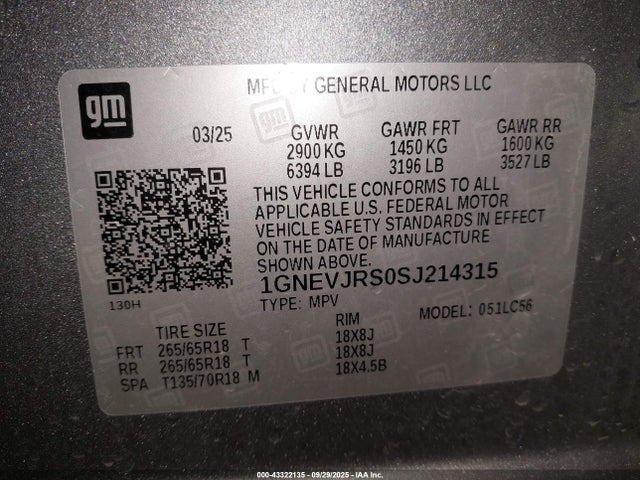 gm
MFD BY GENERAL MOTORS LLC
03/25 GVWR GAWR FRT GAWR RR
2900 KG 1450 KG 1600 KG
6394 LB 3196 LB 3527 LB
THIS VEHICLE CONFORMS TO ALL
APPLICABLE U.S. FEDERAL MOTOR
VEHICLE SAFETY STANDARDS IN EFFECT
ON THE DATE OF MANUFACTURE
SHOWN ABOVE.
1GNEVJRS0SJ214315
130H
TYPE: MPV MODEL: 051LC56
TIRE SIZE RIM
FRT 265/65R18 T 18X8J
RR 265/65R18 T 18X8J
SPA T135/70R18 M 18X4.5B
000-43322135 - 09/29/2025 - IAA Inc.